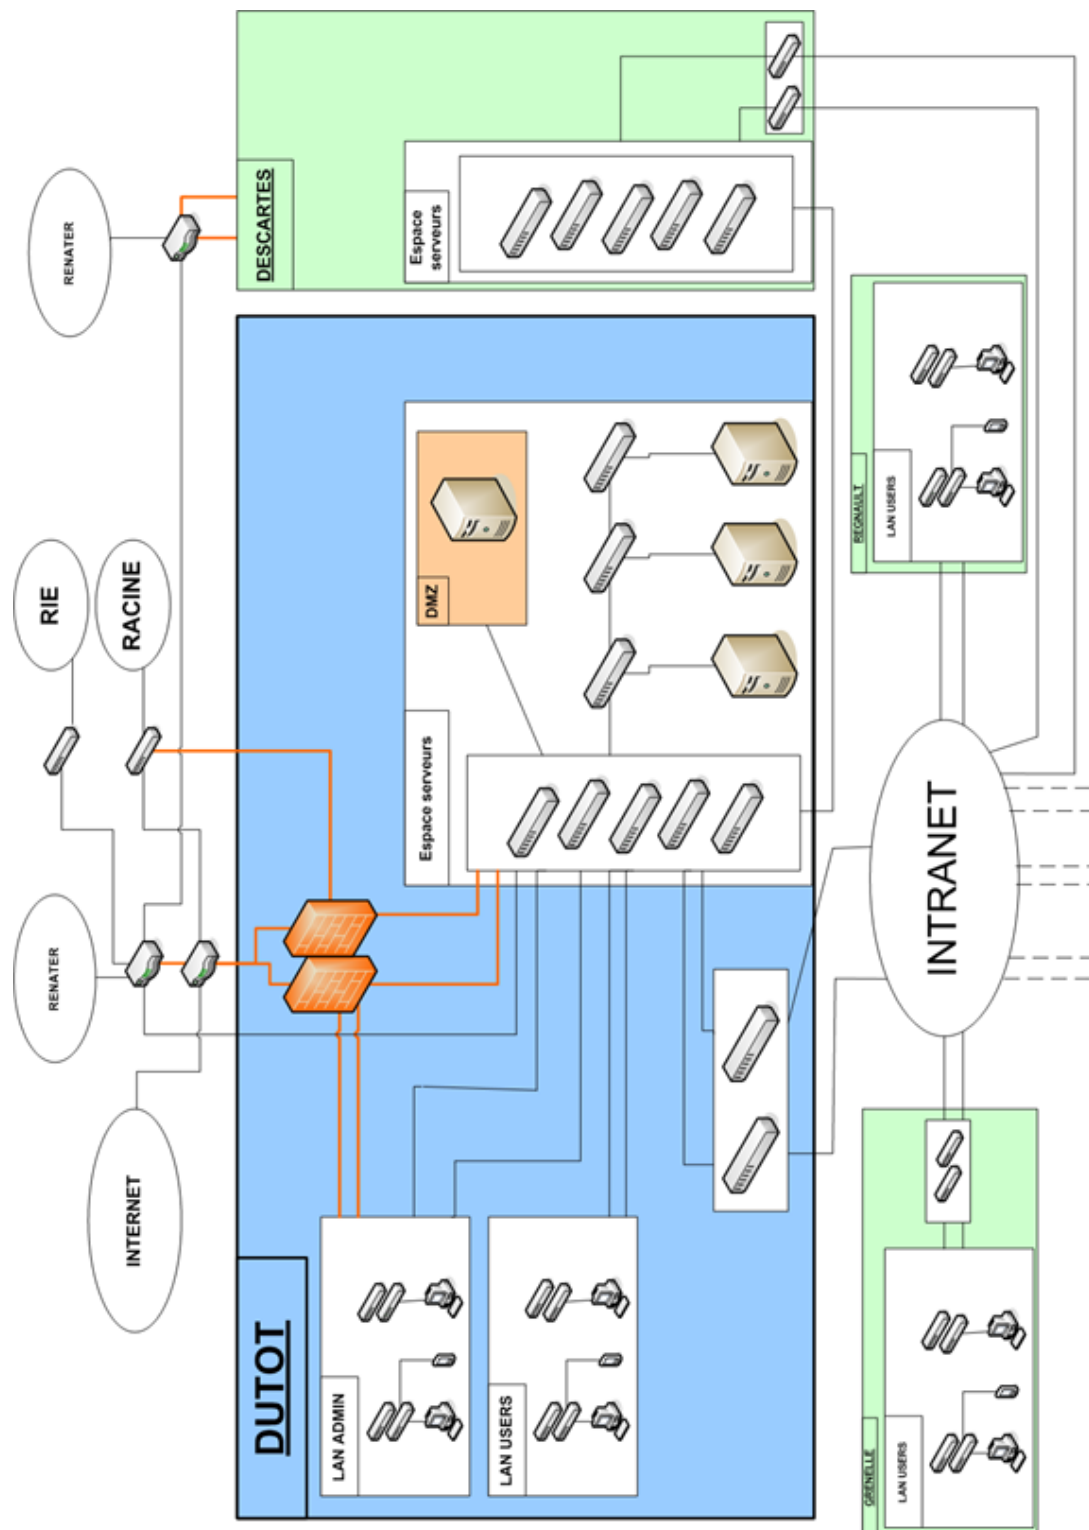 RENATER
RIE
RENATER
INTERNET
RACINE
DUTOT
DESCARTES
LAN ADMIN
Espace serveurs
DMZ
Espace
serveurs
LAN USERS
GRENELLE
LAN USERS
INTRANET
REGNAULT
LAN USERS